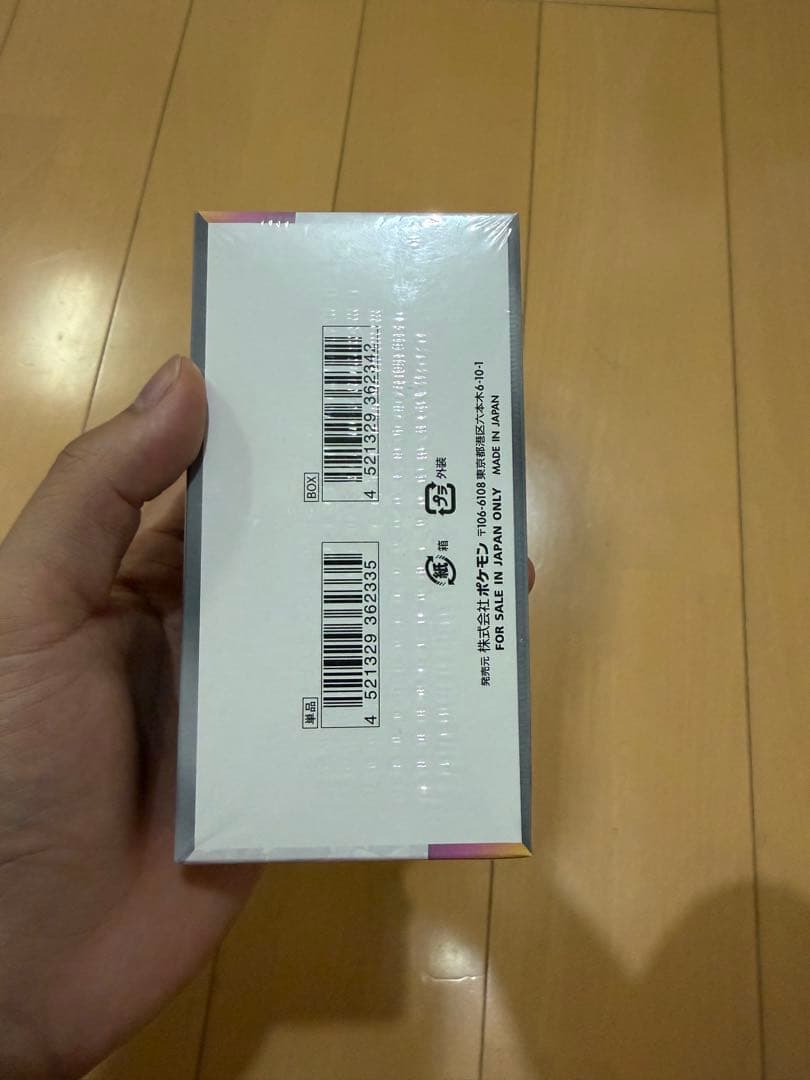 BOX
4 521329 362342
単品
4 521329 362335
プラ 外装
紙 箱
発売元 株式会社ポケモン 〒106-6108 東京都港区六本木6-10-1
FOR SALE IN JAPAN ONLY MADE IN JAPAN